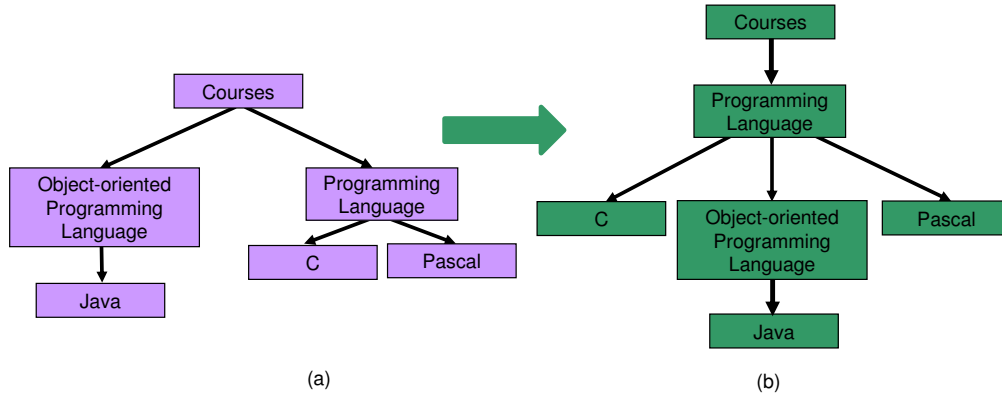 Courses
Object-oriented
Programming
Language
Programming
Language
C
Pascal
Java
(a)
Courses
Programming
Language
C
Object-oriented
Programming
Language
Pascal
Java
(b)